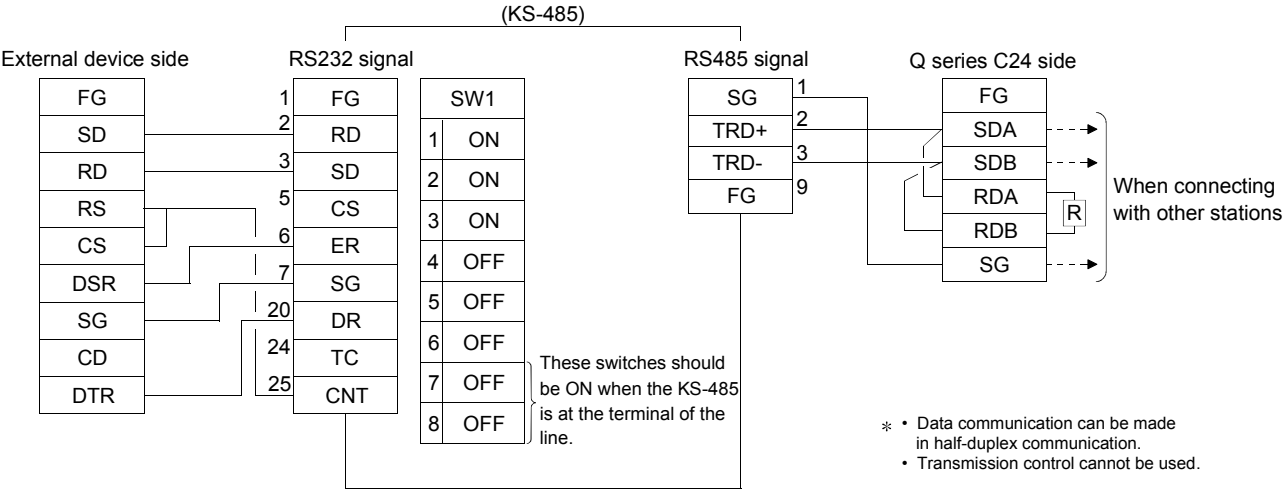 (KS-485)
External device side
RS232 signal
RS485 signal
Q series C24 side
FG
SD
RD
RS
CS
DSR
SG
CD
DTR
1 FG
2 RD
3 SD
5 CS
6 ER
7 SG
20 DR
24 TC
25 CNT
SW1
1 ON
2 ON
3 ON
4 OFF
5 OFF
6 OFF
7 OFF
8 OFF
These switches should
be ON when the KS-485
is at the terminal of the
line.
SG 1
TRD+ 2
TRD- 3
FG 9
FG
SDA
SDB
RDA
RDB
SG
R
When connecting
with other stations
* • Data communication can be made
in half-duplex communication.
• Transmission control cannot be used.